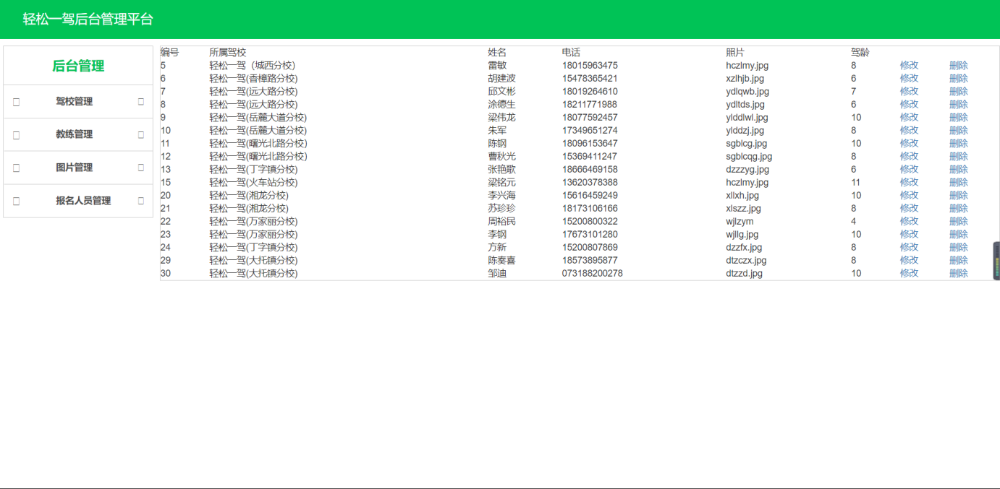 轻松一驾后台管理平台
后台管理
驾校管理
教练管理
图片管理
报名人员管理
编号 所属驾校 姓名 电话 照片 驾龄
5 轻松一驾（城西分校) 雷敏 18015963475 hczlmy.jpg 8 修改 删除
6 轻松一驾(香樟路分校) 胡建波 15478365421 xzlhjb.jpg 6 修改 删除
7 轻松一驾(远大路分校) 邱文彬 18019264610 ydlqwb.jpg 7 修改 删除
8 轻松一驾(远大路分校) 涂德生 18211771988 ydltds.jpg 6 修改 删除
9 轻松一驾(岳麓大道分校) 梁伟龙 18077592457 ylddlwl.jpg 10 修改 删除
10 轻松一驾(岳麓大道分校) 朱军 17349651274 ylddzj.jpg 8 修改 删除
11 轻松一驾(曙光北路分校) 陈钢 18096153647 sgblcg.jpg 10 修改 删除
12 轻松一驾(曙光北路分校) 曹秋光 15369411247 sgblcqg.jpg 8 修改 删除
13 轻松一驾(丁字镇分校) 张艳歌 18666469158 dzzzyg.jpg 6 修改 删除
15 轻松一驾(火车站分校) 梁铭元 13620378388 hczlmy.jpg 11 修改 删除
20 轻松一驾(湘龙分校) 李兴海 15616459249 xllxh.jpg 10 修改 删除
21 轻松一驾(湘龙分校) 苏珍珍 18173106166 xlszz.jpg 8 修改 删除
22 轻松一驾(万家丽分校) 周裕民 15200800322 wjlzym 4 修改 删除
23 轻松一驾(万家丽分校) 李钢 17673101280 wjllg.jpg 10 修改 删除
24 轻松一驾(丁字镇分校) 方新 15200807869 dzzfx.jpg 8 修改 删除
29 轻松一驾(大托镇分校) 陈奏喜 18573895877 dtzczx.jpg 8 修改 删除
30 轻松一驾(大托镇分校) 邹迪 073188200278 dtzzd.jpg 10 修改 删除